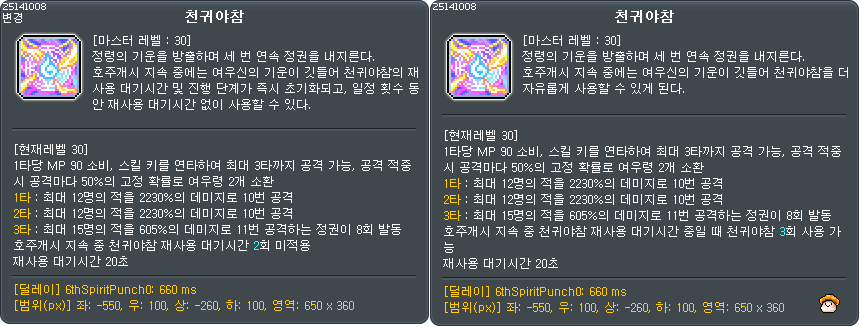 25141008
변경
천귀야참
[마스터 레벨 : 30]
정령의 기운을 방출하며 세 번 연속 정권을 내지른다.
호주개시 지속 중에는 여우신의 기운이 깃들어 천귀야참의 재
사용 대기시간 및 진행 단계가 즉시 초기화되고, 일정 횟수 동
안 재사용 대기시간 없이 사용할 수 있다.
[현재레벨 30]
1타당 MP 90 소비, 스킬 키를 연타하여 최대 3타까지 공격 가능, 공격 적중
시 공격마다 50%의 고정 확률로 여우령 2개 소환
1타 : 최대 12명의 적을 2230%의 데미지로 10번 공격
2타 : 최대 12명의 적을 2230%의 데미지로 10번 공격
3타 : 최대 15명의 적을 605%의 데미지로 11번 공격하는 정권이 8회 발동
호주개시 지속 중 천귀야참 재사용 대기시간 2회 미적용
재사용 대기시간 20초
[딜레이] 6thSpiritPunch0: 660 ms
[범위(px)] 좌: -550, 우: 100, 상: -260, 하: 100, 영역: 650 x 360
25141008
천귀야참
[마스터 레벨 : 30]
정령의 기운을 방출하며 세 번 연속 정권을 내지른다.
호주개시 지속 중에는 여우신의 기운이 깃들어 천귀야참을 더
자유롭게 사용할 수 있게 된다.
[현재레벨 30]
1타당 MP 90 소비, 스킬 키를 연타하여 최대 3타까지 공격 가능, 공격 적중
시 공격마다 50%의 고정 확률로 여우령 2개 소환
1타 : 최대 12명의 적을 2230%의 데미지로 10번 공격
2타 : 최대 12명의 적을 2230%의 데미지로 10번 공격
3타 : 최대 15명의 적을 605%의 데미지로 11번 공격하는 정권이 8회 발동
호주개시 지속 중 천귀야참 재사용 대기시간 중일 때 천귀야참 3회 사용 가
능
재사용 대기시간 20초
[딜레이] 6thSpiritPunch0: 660 ms
[범위(px)] 좌: -550, 우: 100, 상: -260, 하: 100, 영역: 650 x 360